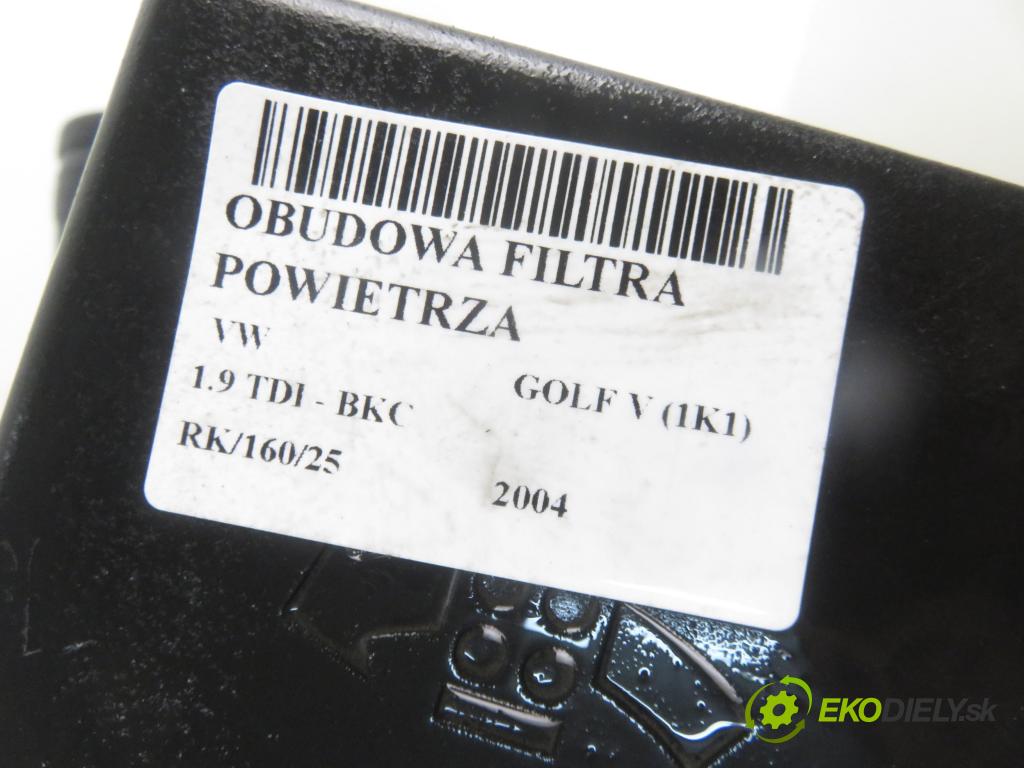 OBUDOWA FILTRA
POWIETRZA
VW
1.9 TDI - BKC
GOLF V (1K1)
RK/160/25
2004
EKODIELY.sk